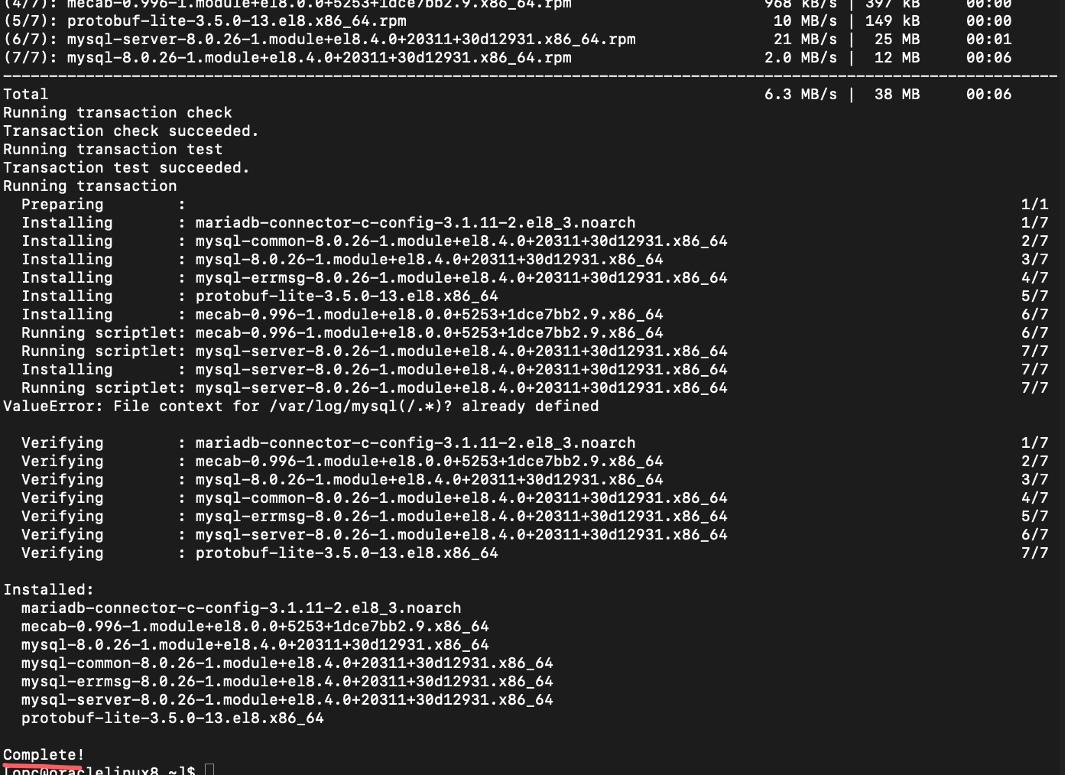 (4/7): mecab-0.996-1.module+el8.0.0+5253+1dce7bb2.9.x86_64.rpm 968 kB/s | 397 kB 00:00
(5/7): protobuf-lite-3.5.0-13.el8.x86_64.rpm 10 MB/s | 149 kB 00:00
(6/7): mysql-server-8.0.26-1.module+el8.4.0+20311+30d12931.x86_64.rpm 21 MB/s | 25 MB 00:01
(7/7): mysql-8.0.26-1.module+el8.4.0+20311+30d12931.x86_64.rpm 2.0 MB/s | 12 MB 00:06
--------------------------------------------------------------------------------
Total 6.3 MB/s | 38 MB 00:06
Running transaction check
Transaction check succeeded.
Running transaction test
Transaction test succeeded.
Running transaction
Preparing : 1/1
Installing : mariadb-connector-c-config-3.1.11-2.el8_3.noarch 1/7
Installing : mysql-common-8.0.26-1.module+el8.4.0+20311+30d12931.x86_64 2/7
Installing : mysql-8.0.26-1.module+el8.4.0+20311+30d12931.x86_64 3/7
Installing : mysql-errmsg-8.0.26-1.module+el8.4.0+20311+30d12931.x86_64 4/7
Installing : protobuf-lite-3.5.0-13.el8.x86_64 5/7
Installing : mecab-0.996-1.module+el8.0.0+5253+1dce7bb2.9.x86_64 6/7
Running scriptlet: mecab-0.996-1.module+el8.0.0+5253+1dce7bb2.9.x86_64 6/7
Running scriptlet: mysql-server-8.0.26-1.module+el8.4.0+20311+30d12931.x86_64 7/7
Installing : mysql-server-8.0.26-1.module+el8.4.0+20311+30d12931.x86_64 7/7
Running scriptlet: mysql-server-8.0.26-1.module+el8.4.0+20311+30d12931.x86_64 7/7
ValueError: File context for /var/log/mysql(/.*)? already defined
Verifying : mariadb-connector-c-config-3.1.11-2.el8_3.noarch 1/7
Verifying : mecab-0.996-1.module+el8.0.0+5253+1dce7bb2.9.x86_64 2/7
Verifying : mysql-8.0.26-1.module+el8.4.0+20311+30d12931.x86_64 3/7
Verifying : mysql-common-8.0.26-1.module+el8.4.0+20311+30d12931.x86_64 4/7
Verifying : mysql-errmsg-8.0.26-1.module+el8.4.0+20311+30d12931.x86_64 5/7
Verifying : mysql-server-8.0.26-1.module+el8.4.0+20311+30d12931.x86_64 6/7
Verifying : protobuf-lite-3.5.0-13.el8.x86_64 7/7
Installed:
mariadb-connector-c-config-3.1.11-2.el8_3.noarch
mecab-0.996-1.module+el8.0.0+5253+1dce7bb2.9.x86_64
mysql-8.0.26-1.module+el8.4.0+20311+30d12931.x86_64
mysql-common-8.0.26-1.module+el8.4.0+20311+30d12931.x86_64
mysql-errmsg-8.0.26-1.module+el8.4.0+20311+30d12931.x86_64
mysql-server-8.0.26-1.module+el8.4.0+20311+30d12931.x86_64
protobuf-lite-3.5.0-13.el8.x86_64
Complete!
[opc@oraclelinux8 ~]$